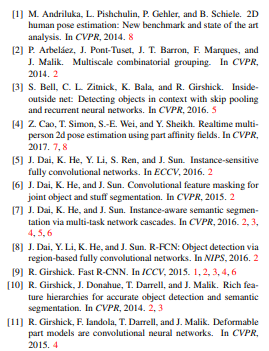 [1] M. Andriluka, L. Pishchulin, P. Gehler, and B. Schiele. 2D
human pose estimation: New benchmark and state of the art
analysis. In CVPR, 2014. 8
[2] P. Arbeláez, J. Pont-Tuset, J. T. Barron, F. Marques, and
J. Malik. Multiscale combinatorial grouping. In CVPR,
2014. 2
[3] S. Bell, C. L. Zitnick, K. Bala, and R. Girshick. Inside-
outside net: Detecting objects in context with skip pooling
and recurrent neural networks. In CVPR, 2016. 5
[4] Z. Cao, T. Simon, S.-E. Wei, and Y. Sheikh. Realtime multi-
person 2d pose estimation using part affinity fields. In CVPR,
2017. 7, 8
[5] J. Dai, K. He, Y. Li, S. Ren, and J. Sun. Instance-sensitive
fully convolutional networks. In ECCV, 2016. 2
[6] J. Dai, K. He, and J. Sun. Convolutional feature masking for
joint object and stuff segmentation. In CVPR, 2015. 2
[7] J. Dai, K. He, and J. Sun. Instance-aware semantic segmen-
tation via multi-task network cascades. In CVPR, 2016. 2, 3,
4, 5, 6
[8] J. Dai, Y. Li, K. He, and J. Sun. R-FCN: Object detection via
region-based fully convolutional networks. In NIPS, 2016. 2
[9] R. Girshick. Fast R-CNN. In ICCV, 2015. 1, 2, 3, 4, 6
[10] R. Girshick, J. Donahue, T. Darrell, and J. Malik. Rich fea-
ture hierarchies for accurate object detection and semantic
segmentation. In CVPR, 2014. 2, 3
[11] R. Girshick, F. Iandola, T. Darrell, and J. Malik. Deformable
part models are convolutional neural networks. In CVPR,
2015. 4